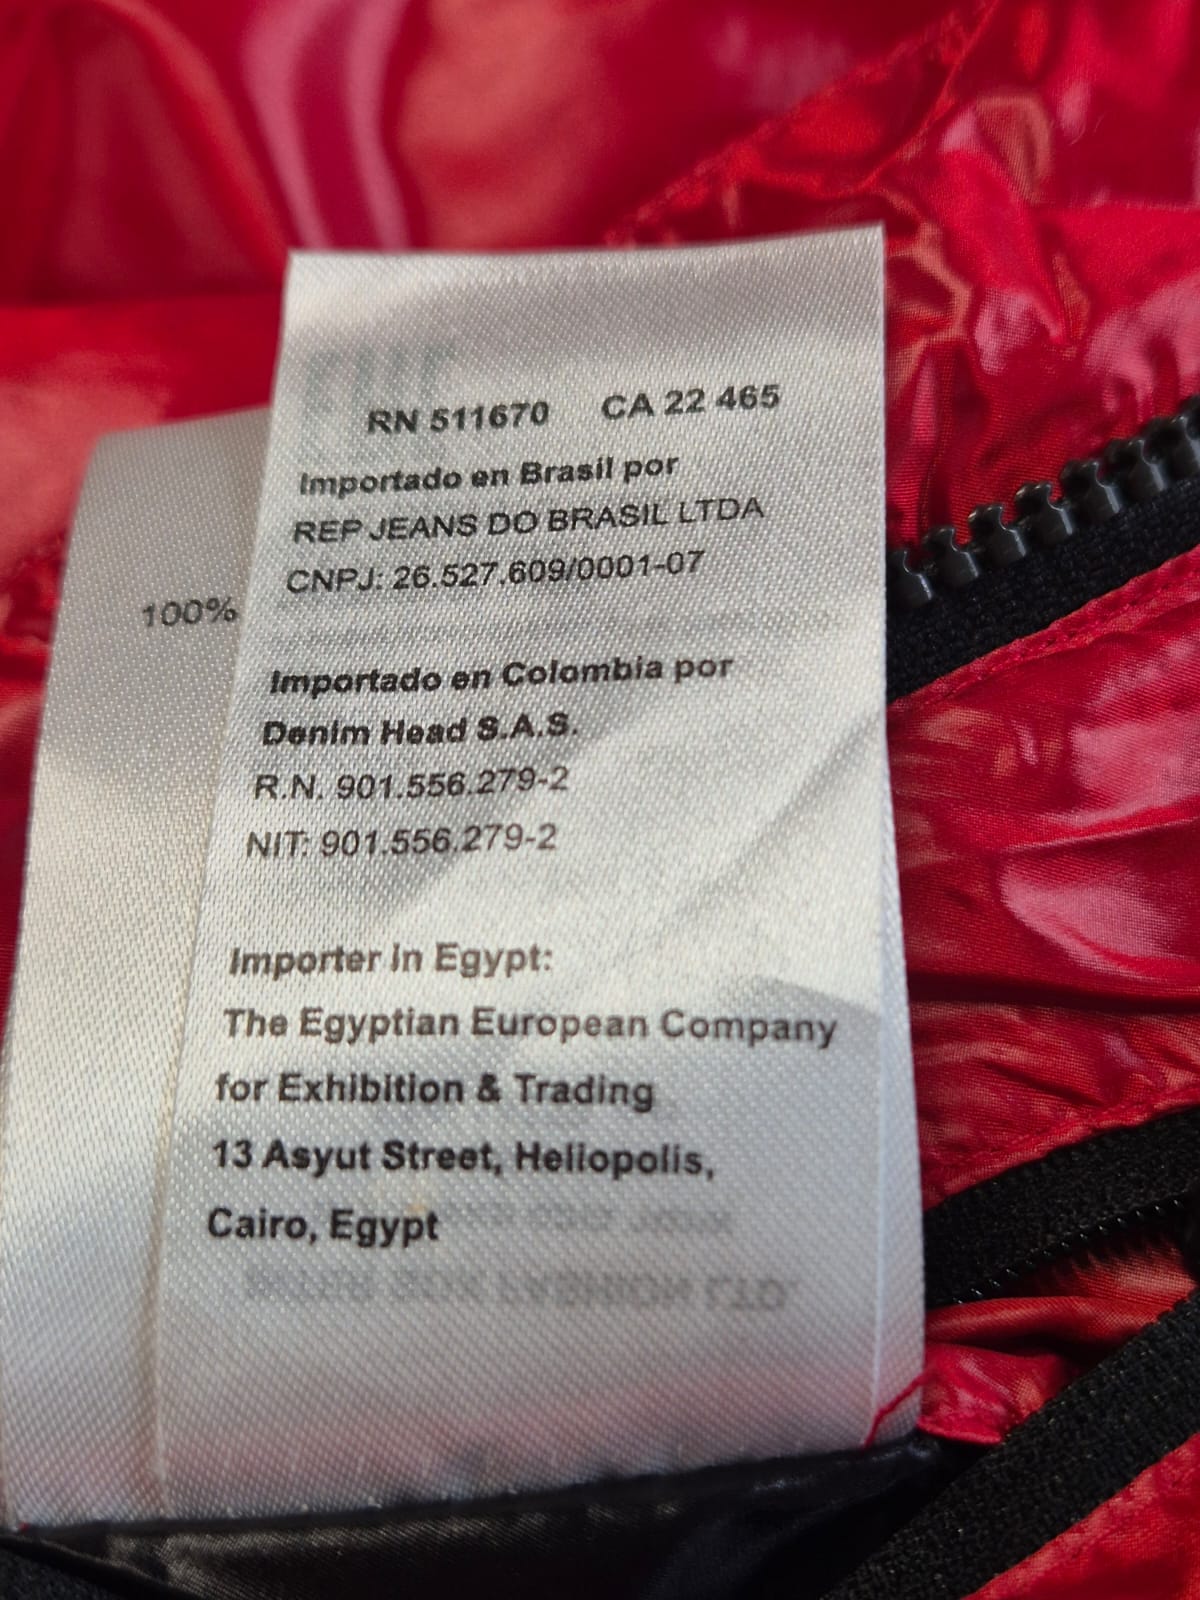 RN 511670 CA 22 465
Importado en Brasil por
REP JEANS DO BRASIL LTDA
CNPJ: 26.527.609/0001-07
100%
Importado en Colombia por
Denim Head S.A.S.
R.N. 901.556.279-2
NIT: 901.556.279-2
Importer in Egypt:
The Egyptian European Company
for Exhibition & Trading
13 Asyut Street, Heliopolis,
Cairo, Egypt